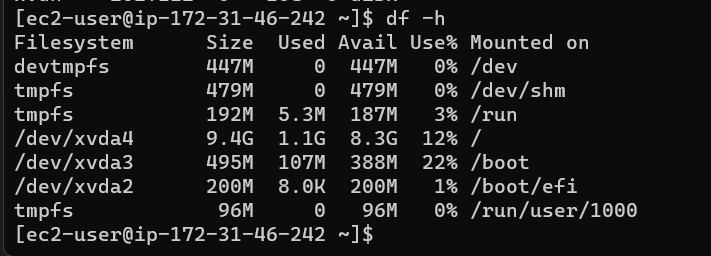 [ec2-user@ip-172-31-46-242 ~]$ df -h
Filesystem      Size  Used Avail Use% Mounted on
devtmpfs        447M     0  447M   0% /dev
tmpfs           479M     0  479M   0% /dev/shm
tmpfs           192M  5.3M  187M   3% /run
/dev/xvda4      9.4G  1.1G  8.3G  12% /
/dev/xvda3      495M  107M  388M  22% /boot
/dev/xvda2      200M  8.0K  200M   1% /boot/efi
tmpfs            96M     0   96M   0% /run/user/1000
[ec2-user@ip-172-31-46-242 ~]$